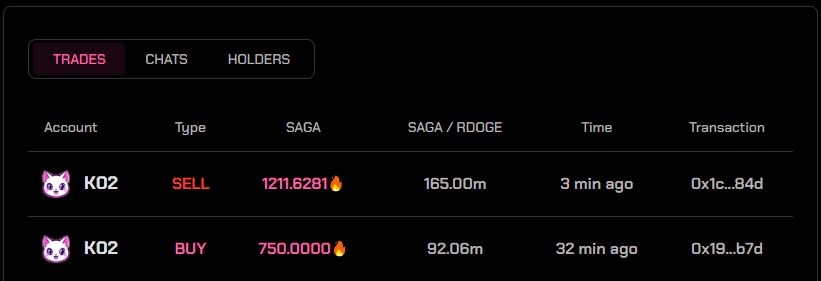 TRADES CHATS HOLDERS
Account Type SAGA SAGA / RDOGE Time Transaction
K02 SELL 1211.6281🔥 165.00m 3 min ago 0x1c...84d
K02 BUY 750.0000🔥 92.06m 32 min ago 0x19...b7d